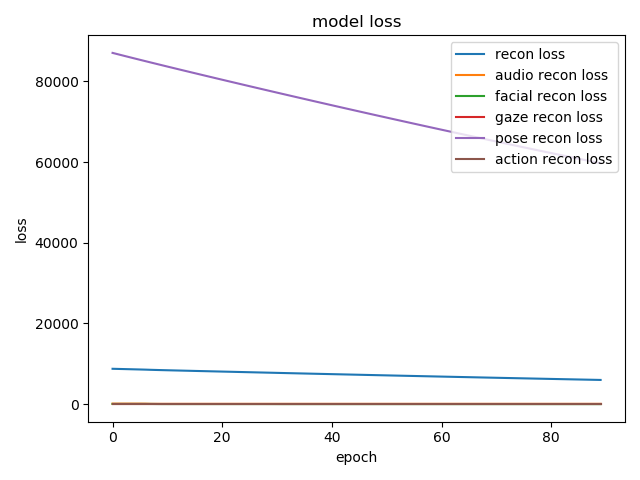 model loss
recon loss
audio recon loss
facial recon loss
gaze recon loss
pose recon loss
action recon loss
80000
60000
40000
20000
0
loss
0 20 40 60 80
epoch